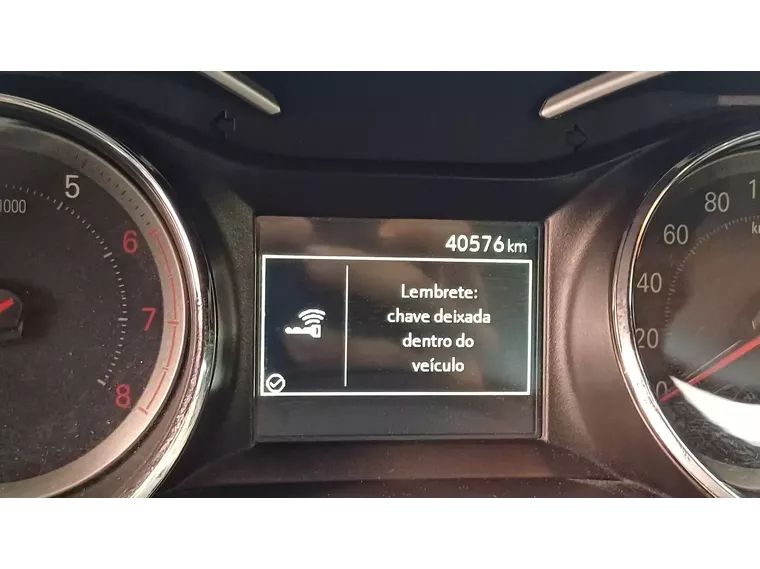 5
1000
6
7
8
40576 km
Lembrete:
chave deixada
dentro do
veículo
80
60
40
20
0